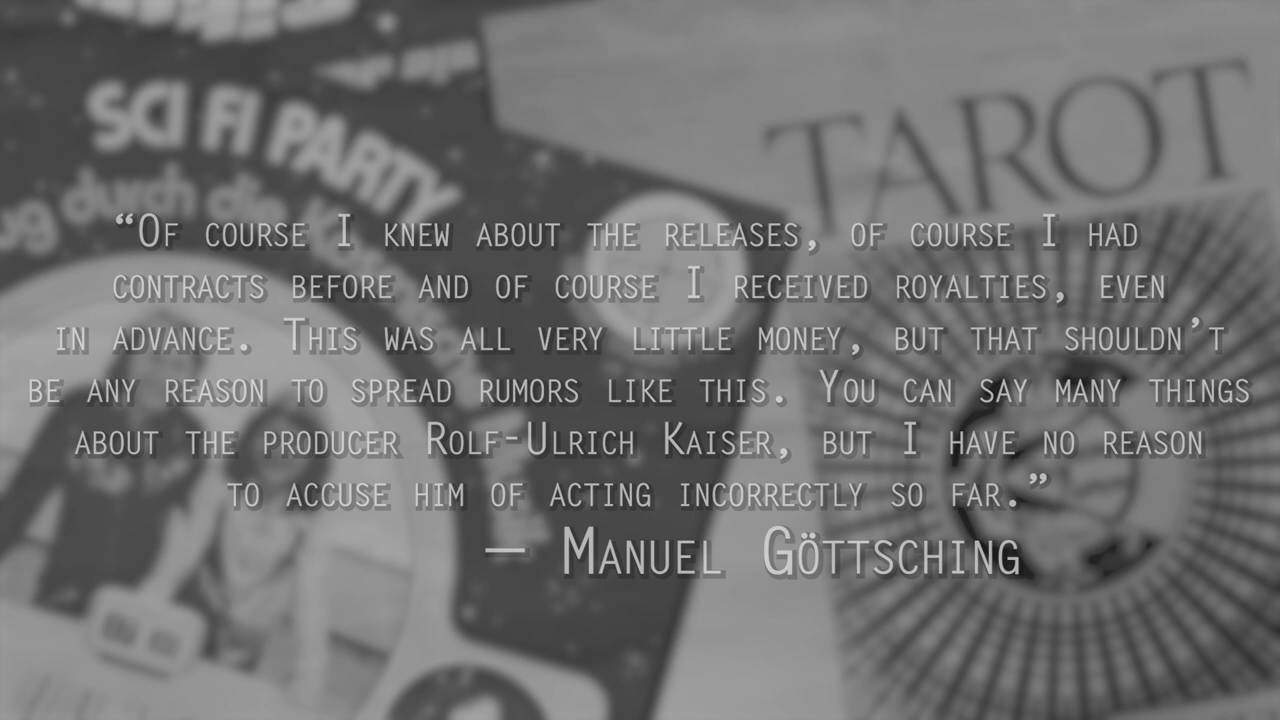 SCI FI PARTY
durch die
TAROT
“Of course I knew about the releases, of course I had
contracts before and of course I received royalties, even
in advance. This was all very little money, but that shouldn’t
be any reason to spread rumors like this. You can say many things
about the producer Rolf-Ulrich Kaiser, but I have no reason
to accuse him of acting incorrectly so far.”
— Manuel Göttsching